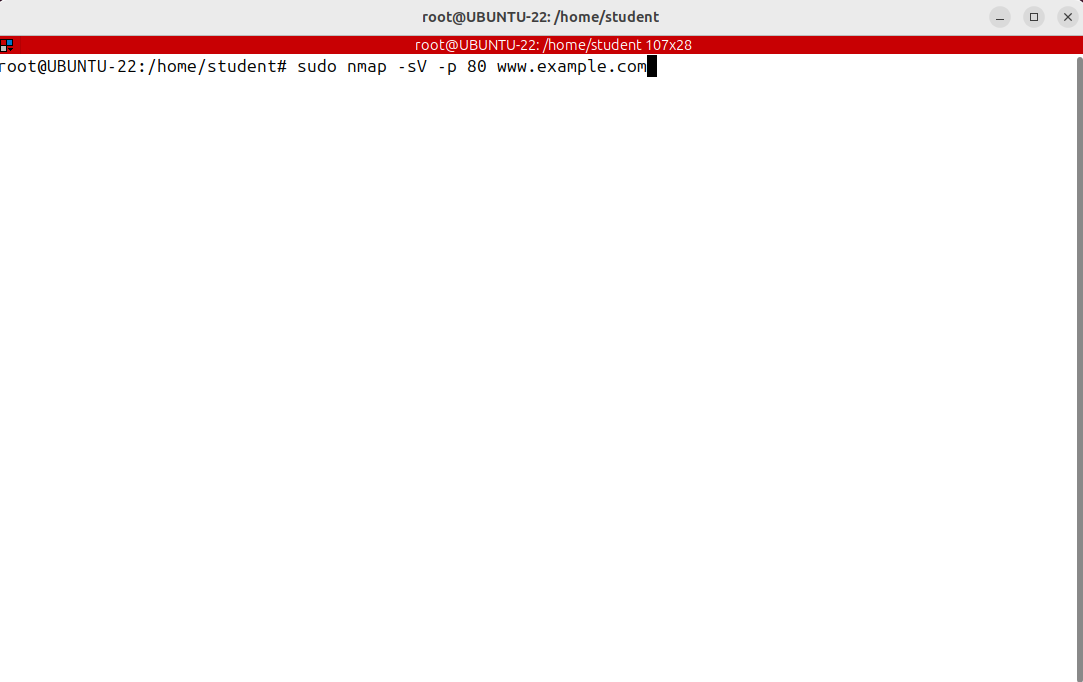 root@UBUNTU-22: /home/student
root@UBUNTU-22: /home/student 107x28
root@UBUNTU-22:/home/student# sudo nmap -sV -p 80 www.example.com